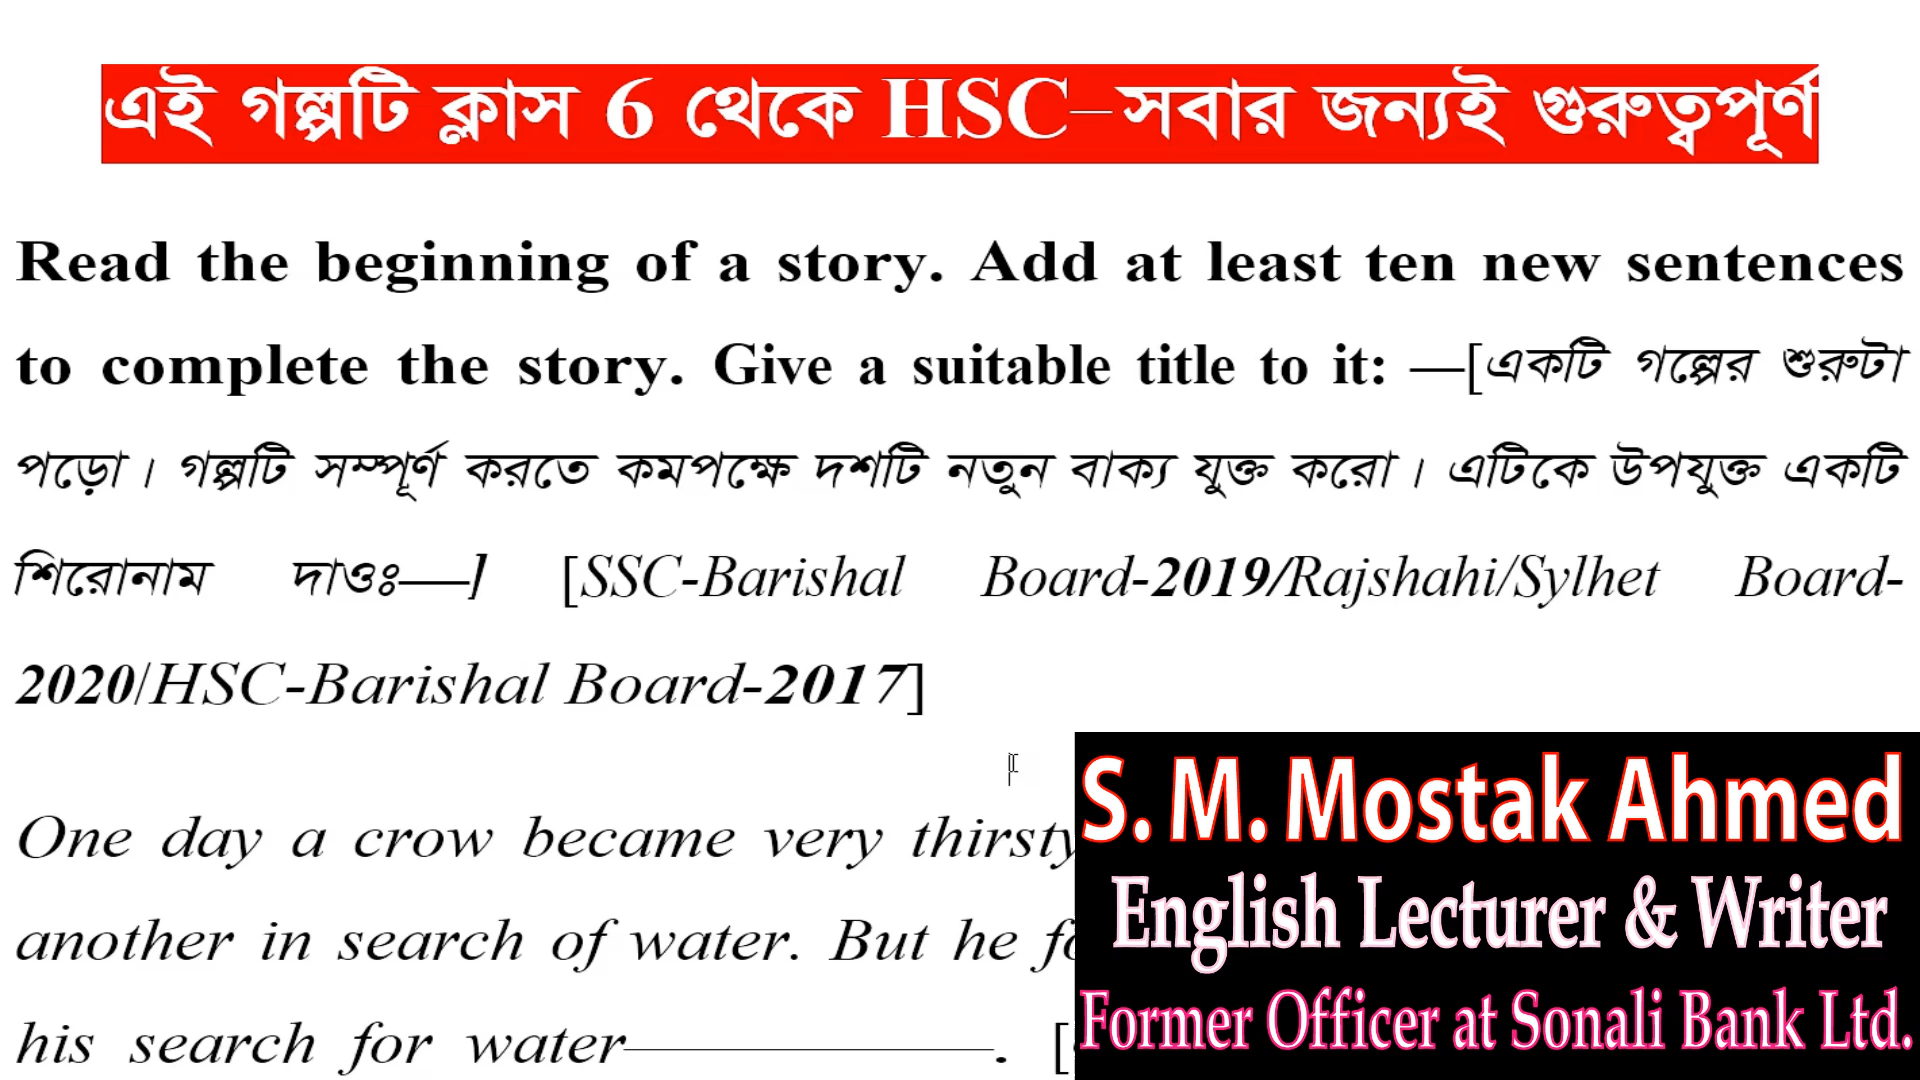 এই গল্পটি ক্লাস 6 থেকে HSC–সবার জন্যই গুরুত্বপূর্ণ
Read the beginning of a story. Add at least ten new sentences
to complete the story. Give a suitable title to it: —[একটি গল্পের শুরুটা
পড়ো। গল্পটি সম্পূর্ণ করতে কমপক্ষে দশটি নতুন বাক্য যুক্ত করো। এটিকে উপযুক্ত একটি
শিরোনাম দাওঃ—] [SSC-Barishal Board-2019/Rajshahi/Sylhet Board-
2020/HSC-Barishal Board-2017]
One day a crow became very thirsty
another in search of water. But he
his search for water———————. [
S. M. Mostak Ahmed
English Lecturer & Writer
Former Officer at Sonali Bank Ltd.